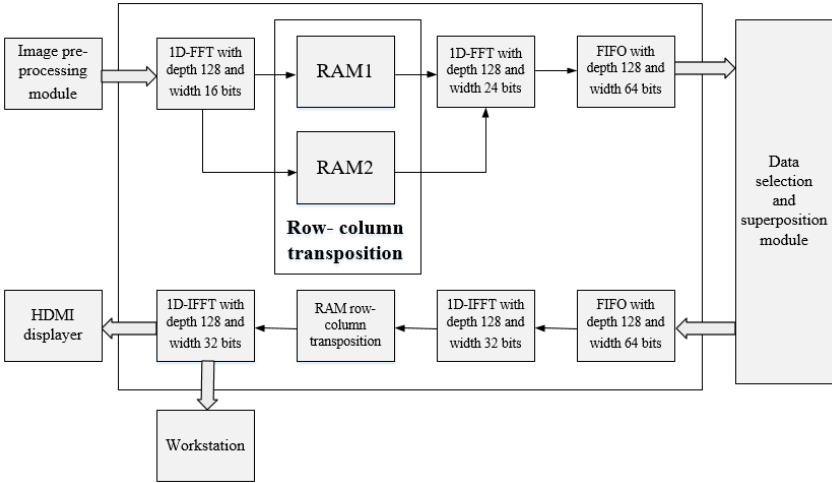 Image pre-
processing
module
1D-FFT with
depth 128 and
width 16 bits
RAM1
RAM2
Row- column
transposition
1D-FFT with
depth 128 and
width 24 bits
FIFO with
depth 128 and
width 64 bits
Data
selection
and
superposition
module
HDMI
displayer
1D-IFFT with
depth 128 and
width 32 bits
RAM row-
column
transposition
1D-IFFT with
depth 128 and
width 32 bits
FIFO with
depth 128 and
width 64 bits
Workstation